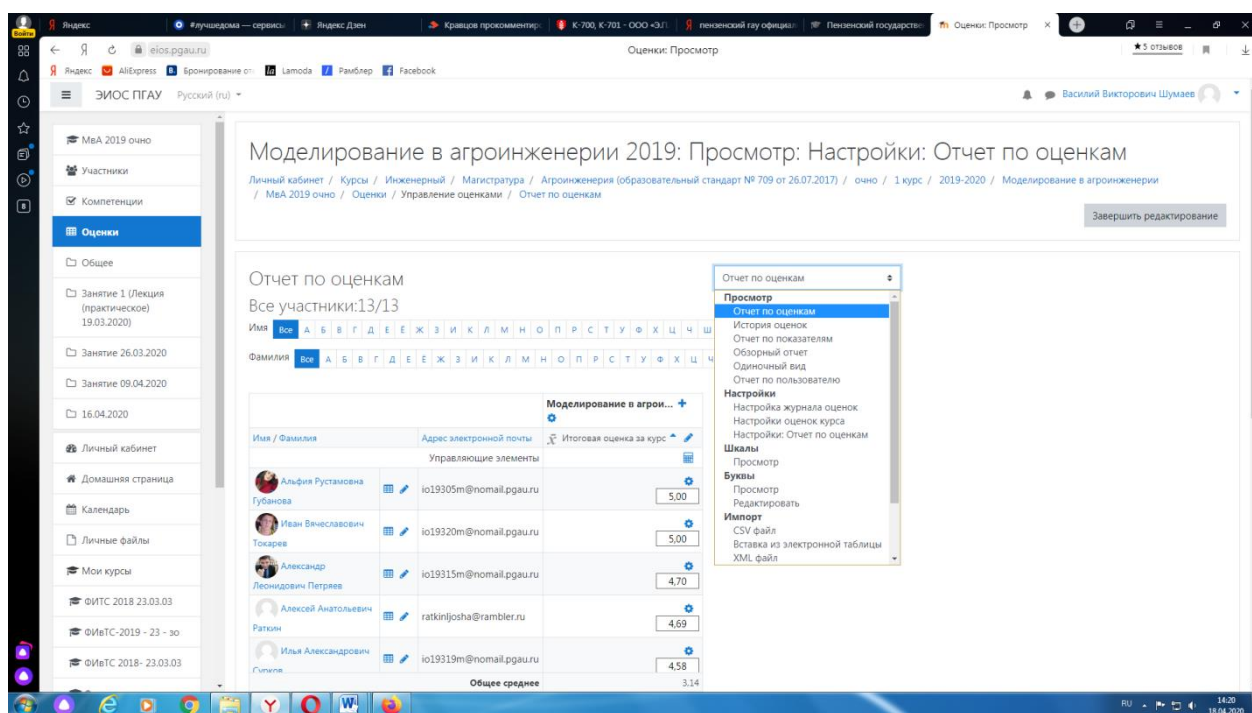 Войти
Яндекс
#лучшедома — сервисы
Яндекс Дзен
Кравцов прокомментиро
К-700, К-701 - ООО «Э.П.
пензенский гау официал
Пензенский государстве
Оценки: Просмотр
eios.pgau.ru
Оценки: Просмотр
★ 5 отзывов
Яндекс
AliExpress
Бронирование от
Lamoda
Рамблер
Facebook
ЭИОС ПГАУ
Русский (ru)
Василий Викторович Шумаев
МвА 2019 очно
Участники
Компетенции
Оценки
Общее
Занятие 1 (Лекция
(практическое)
19.03.2020)
Занятие 26.03.2020
Занятие 09.04.2020
16.04.2020
Личный кабинет
Домашняя страница
Календарь
Личные файлы
Мои курсы
ФИТС 2018 23.03.03
ФИвТС-2019 - 23 - зо
ФИвТС 2018- 23.03.03
Моделирование в агроинженерии 2019: Просмотр: Настройки: Отчет по оценкам
Личный кабинет / Курсы / Инженерный / Магистратура / Агроинженерия (образовательный стандарт № 709 от 26.07.2017) / очно / 1 курс / 2019-2020 / Моделирование в агроинженерии
/ МвА 2019 очно / Оценки / Управление оценками / Отчет по оценкам
Завершить редактирование
Отчет по оценкам
Все участники:13/13
Имя Все А Б В Г Д Е Ё Ж З И К Л М Н О П Р С Т У Ф Х Ц Ч Ш
Фамилия Все А Б В Г Д Е Ё Ж З И К Л М Н О П Р С Т У Ф Х Ц Ч
Моделирование в агрои...
Имя / Фамилия
Адрес электронной почты
Итоговая оценка за курс
Управляющие элементы
Альфия Рустамовна
Губанова
io19305m@nomail.pgau.ru
5,00
Иван Вячеславович
Токарев
io19320m@nomail.pgau.ru
5,00
Александр
Леонидович Петряев
io19315m@nomail.pgau.ru
4,70
Алексей Анатольевич
Раткин
ratkinljosha@rambler.ru
4,69
Илья Александрович
Сурков
io19319m@nomail.pgau.ru
4,58
Общее среднее
3,14
Отчет по оценкам
Просмотр
Отчет по оценкам
История оценок
Отчет по показателям
Обзорный отчет
Одиночный вид
Отчет по пользователю
Настройки
Настройка журнала оценок
Настройки оценок курса
Настройки: Отчет по оценкам
Шкалы
Просмотр
Буквы
Просмотр
Редактировать
Импорт
CSV файл
Вставка из электронной таблицы
XML файл
RU
14:20
18.04.2020